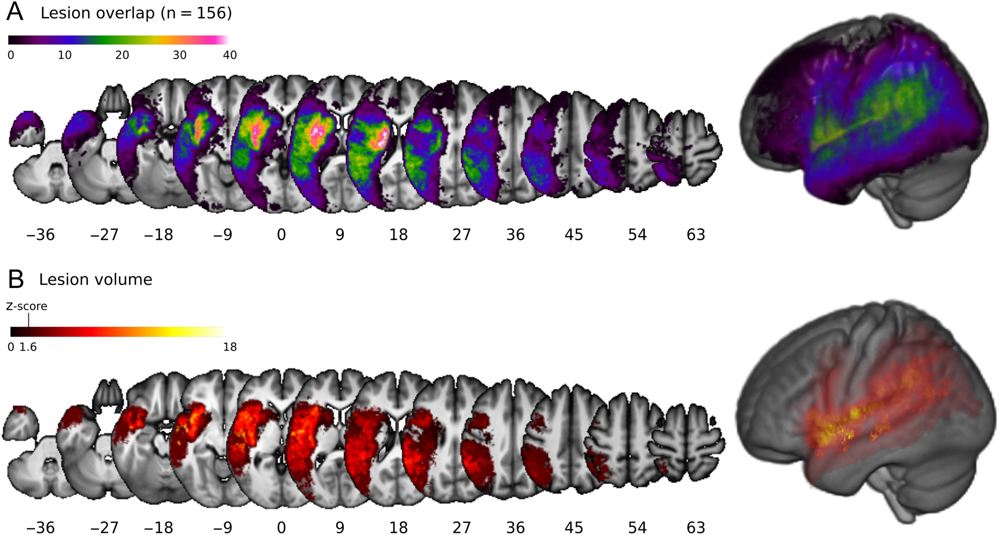 A Lesion overlap (n = 156)
0 10 20 30 40
−36 −27 −18 −9 0 9 18 27 36 45 54 63
B Lesion volume
Z-score
0 1.6 18
−36 −27 −18 −9 0 9 18 27 36 45 54 63